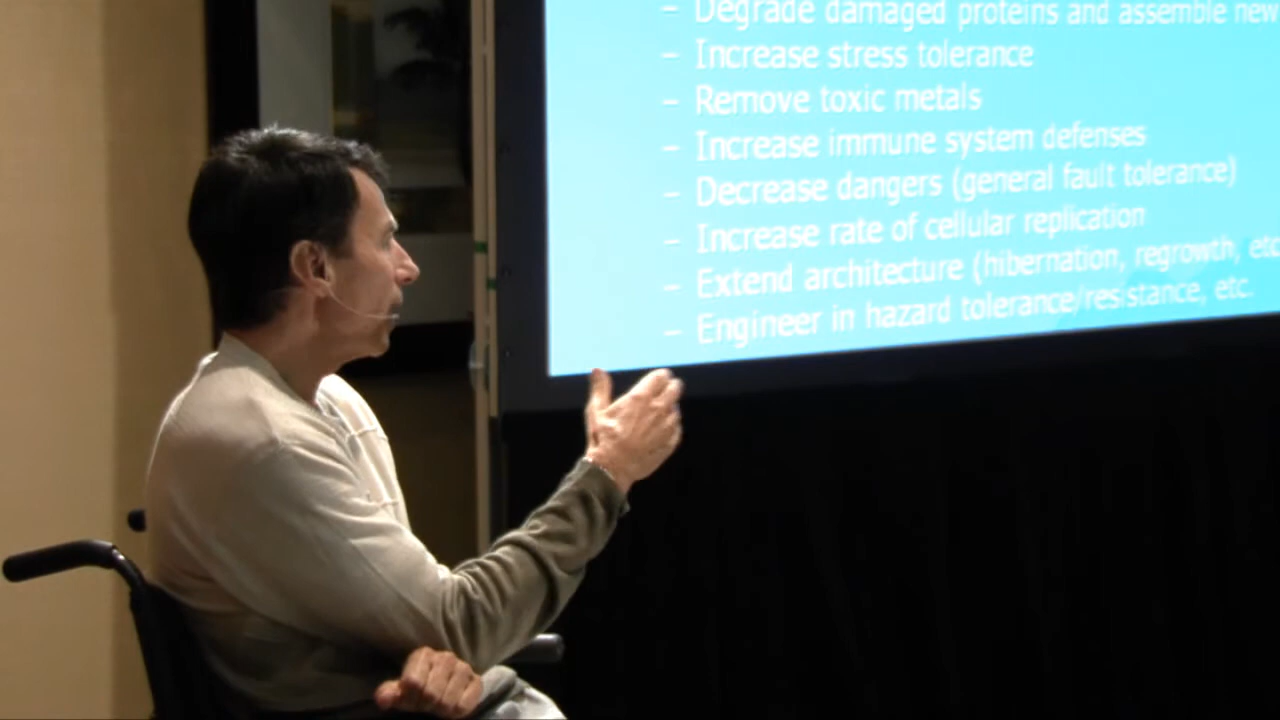 – Degrade damaged proteins and assemble new
– Increase stress tolerance
– Remove toxic metals
– Increase immune system defenses
– Decrease dangers (general fault tolerance)
– Increase rate of cellular replication
– Extend architecture (hibernation, regrowth, etc
– Engineer in hazard tolerance/resistance, etc.